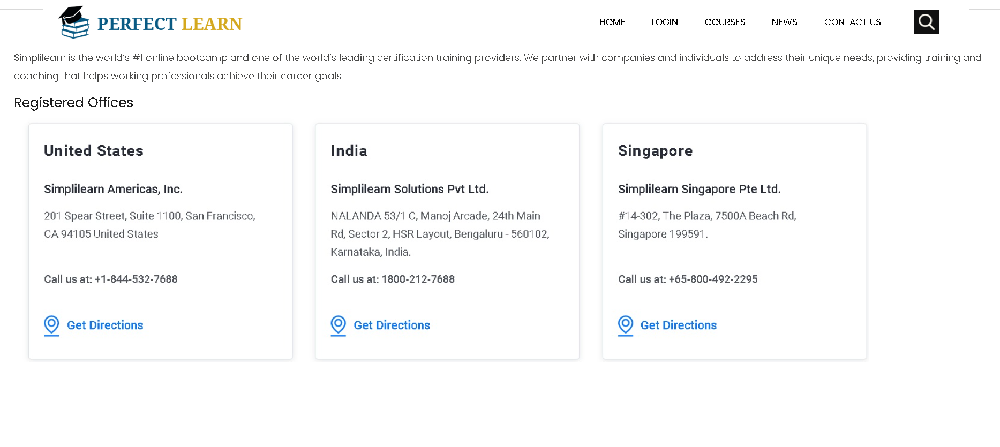 PERFECT LEARN
HOME LOGIN COURSES NEWS CONTACT US
Simplilearn is the world's #1 online bootcamp and one of the world's leading certification training providers. We partner with companies and individuals to address their unique needs, providing training and
coaching that helps working professionals achieve their career goals.
Registered Offices
United States
Simplilearn Americas, Inc.
201 Spear Street, Suite 1100, San Francisco,
CA 94105 United States
Call us at: +1-844-532-7688
Get Directions
India
Simplilearn Solutions Pvt Ltd.
NALANDA 53/1 C, Manoj Arcade, 24th Main
Rd, Sector 2, HSR Layout, Bengaluru - 560102,
Karnataka, India.
Call us at: 1800-212-7688
Get Directions
Singapore
Simplilearn Singapore Pte Ltd.
#14-302, The Plaza, 7500A Beach Rd,
Singapore 199591.
Call us at: +65-800-492-2295
Get Directions